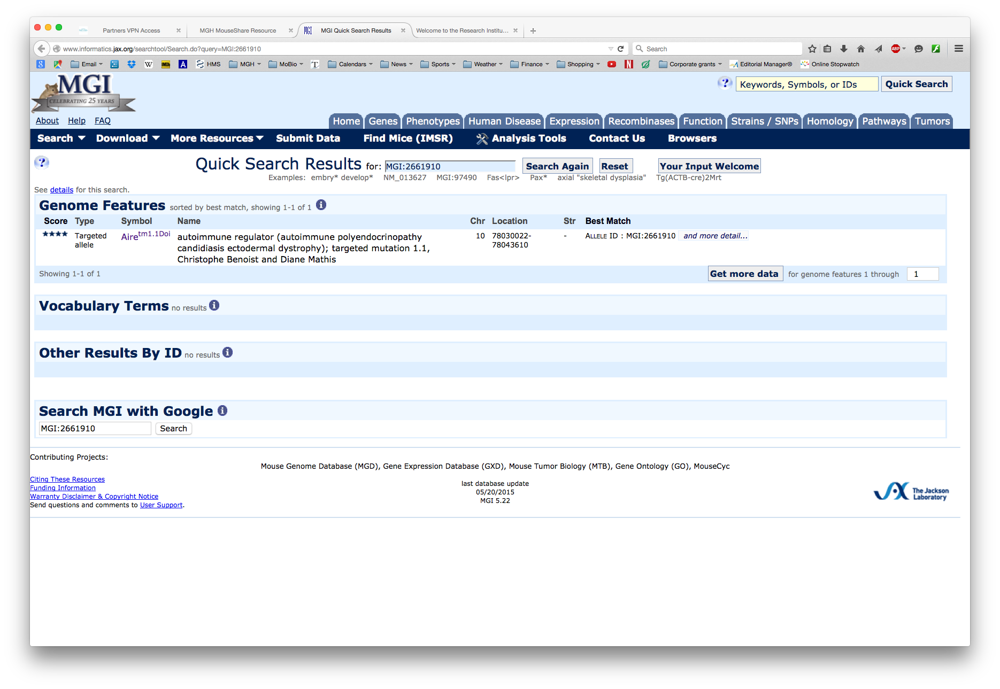 Partners VPN Access
MGH MouseShare Resource
MGI MGI Quick Search Results
Welcome to the Research Institu...
www.informatics.jax.org/searchtool/Search.do?query=MGI:2661910
Search
ABP
8 Email W IMDb A HMS MGH MoBio T Calendars News Sports Weather Finance Shopping N Corporate grants Editorial Manager® Online Stopwatch
MGI
CELEBRATING 25 YEARS
? Keywords, Symbols, or IDs Quick Search
About Help FAQ
Home Genes Phenotypes Human Disease Expression Recombinases Function Strains / SNPs Homology Pathways Tumors
Search Download More Resources Submit Data Find Mice (IMSR) Analysis Tools Contact Us Browsers
? Quick Search Results for: MGI:2661910 Search Again Reset Your Input Welcome
Examples: embry* develop* NM_013627 MGI:97490 Fas<lpr> Pax* axial "skeletal dysplasia" Tg(ACTB-cre)2Mrt
See details for this search.
Genome Features sorted by best match, showing 1-1 of 1 i
Score Type Symbol Name Chr Location Str Best Match
★★★★ Targeted allele Aire tm1.1Doi autoimmune regulator (autoimmune polyendocrinopathy 10 78030022- - ALLELE ID : MGI:2661910 and more detail...
candidiasis ectodermal dystrophy); targeted mutation 1.1, 78043610
Christophe Benoist and Diane Mathis
Showing 1-1 of 1 Get more data for genome features 1 through 1
Vocabulary Terms no results i
Other Results By ID no results i
Search MGI with Google i
MGI:2661910 Search
Contributing Projects:
Mouse Genome Database (MGD), Gene Expression Database (GXD), Mouse Tumor Biology (MTB), Gene Ontology (GO), MouseCyc
Citing These Resources
Funding Information
Warranty Disclaimer & Copyright Notice
Send questions and comments to User Support.
last database update
05/20/2015
MGI 5.22
JAX The Jackson
Laboratory